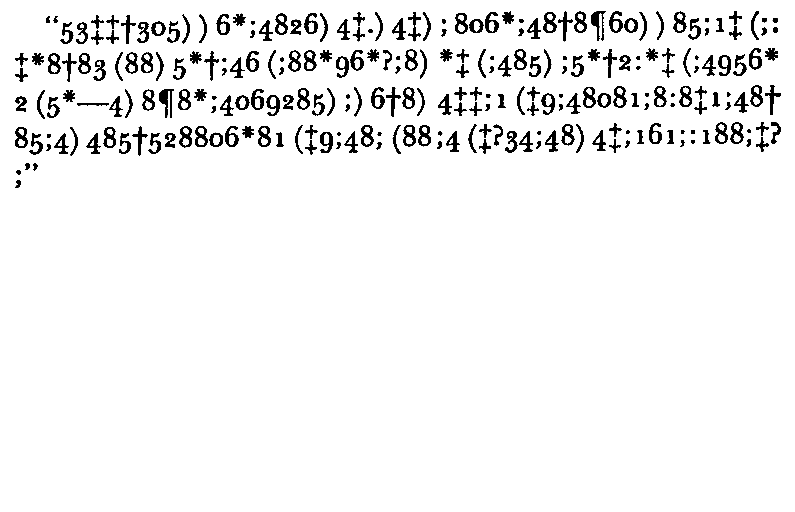 “53‡‡†305) ) 6*;4826) 4‡.) 4‡) ; 806*;48†8¶60) ) 85;1‡ (;:
‡*8†83 (88) 5*†;46 (;88*96*?;8) *‡ (;485) ;5*†2:*‡ (;4956*
2 (5*—4) 8¶8*;4069285) ;) 6†8) 4‡‡;1 (‡9;48081;8:8‡1;48†
85;4) 485†528806*81 (‡9;48; (88 ;4 (‡?34;48) 4‡;161;:188;‡?
;”